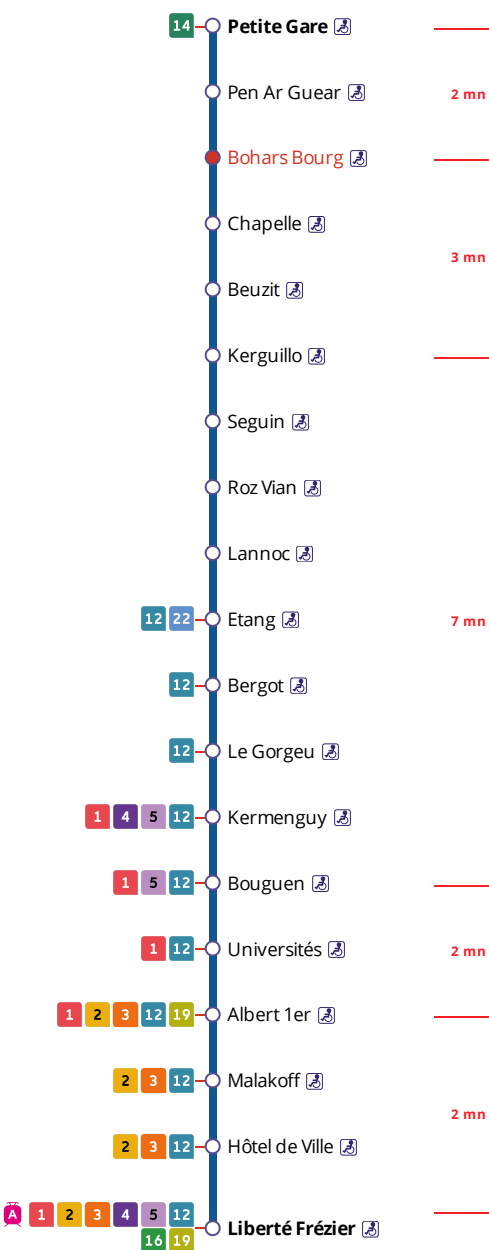 14 Petite Gare
Pen Ar Guear 2 mn
Bohars Bourg
Chapelle
3 mn
Beuzit
Kerguillo
Seguin
Roz Vian
Lannoc
12 22 Etang 7 mn
12 Bergot
12 Le Gorgeu
1 4 5 12 Kermenguy
1 5 12 Bouguen
1 12 Universités 2 mn
1 2 3 12 19 Albert 1er
2 3 12 Malakoff
2 mn
2 3 12 Hôtel de Ville
A 1 2 3 4 5 12
16 19 Liberté Frézier